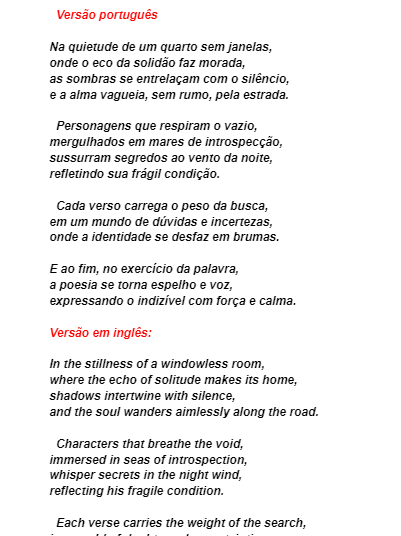 Versão português
Na quietude de um quarto sem janelas,
onde o eco da solidão faz morada,
as sombras se entrelaçam com o silêncio,
e a alma vagueia, sem rumo, pela estrada.
Personagens que respiram o vazio,
mergulhados em mares de introspecção,
sussurram segredos ao vento da noite,
refletindo sua frágil condição.
Cada verso carrega o peso da busca,
em um mundo de dúvidas e incertezas,
onde a identidade se desfaz em brumas.
E ao fim, no exercício da palavra,
a poesia se torna espelho e voz,
expressando o indizível com força e calma.
Versão em inglês:
In the stillness of a windowless room,
where the echo of solitude makes its home,
shadows intertwine with silence,
and the soul wanders aimlessly along the road.
Characters that breathe the void,
immersed in seas of introspection,
whisper secrets in the night wind,
reflecting his fragile condition.
Each verse carries the weight of the search,